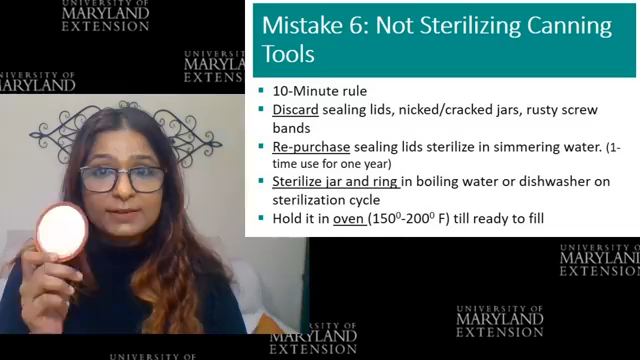 UNIVERSITY OF
MARYLAND
EXTENSION
UNIVERSITY OF
MARYLAND
EXTENSION
UNIVERSITY OF
MARYLAND
Mistake 6: Not Sterilizing Canning
Tools
▪ 10-Minute rule
▪ Discard sealing lids, nicked/cracked jars, rusty screw
bands
▪ Re-purchase sealing lids sterilize in simmering water. (1-
time use for one year)
▪ Sterilize jar and ring in boiling water or dishwasher on
sterilization cycle
▪ Hold it in oven (150⁰-200⁰ F) till ready to fill
UNIVERSITY OF
MARYLAND
EXTENSION
UNIVERSITY OF
MARYLAND
EXTENSION
MARYLAND
EXTENSION
UNIVERSITY OF
UNIVERSITY OF